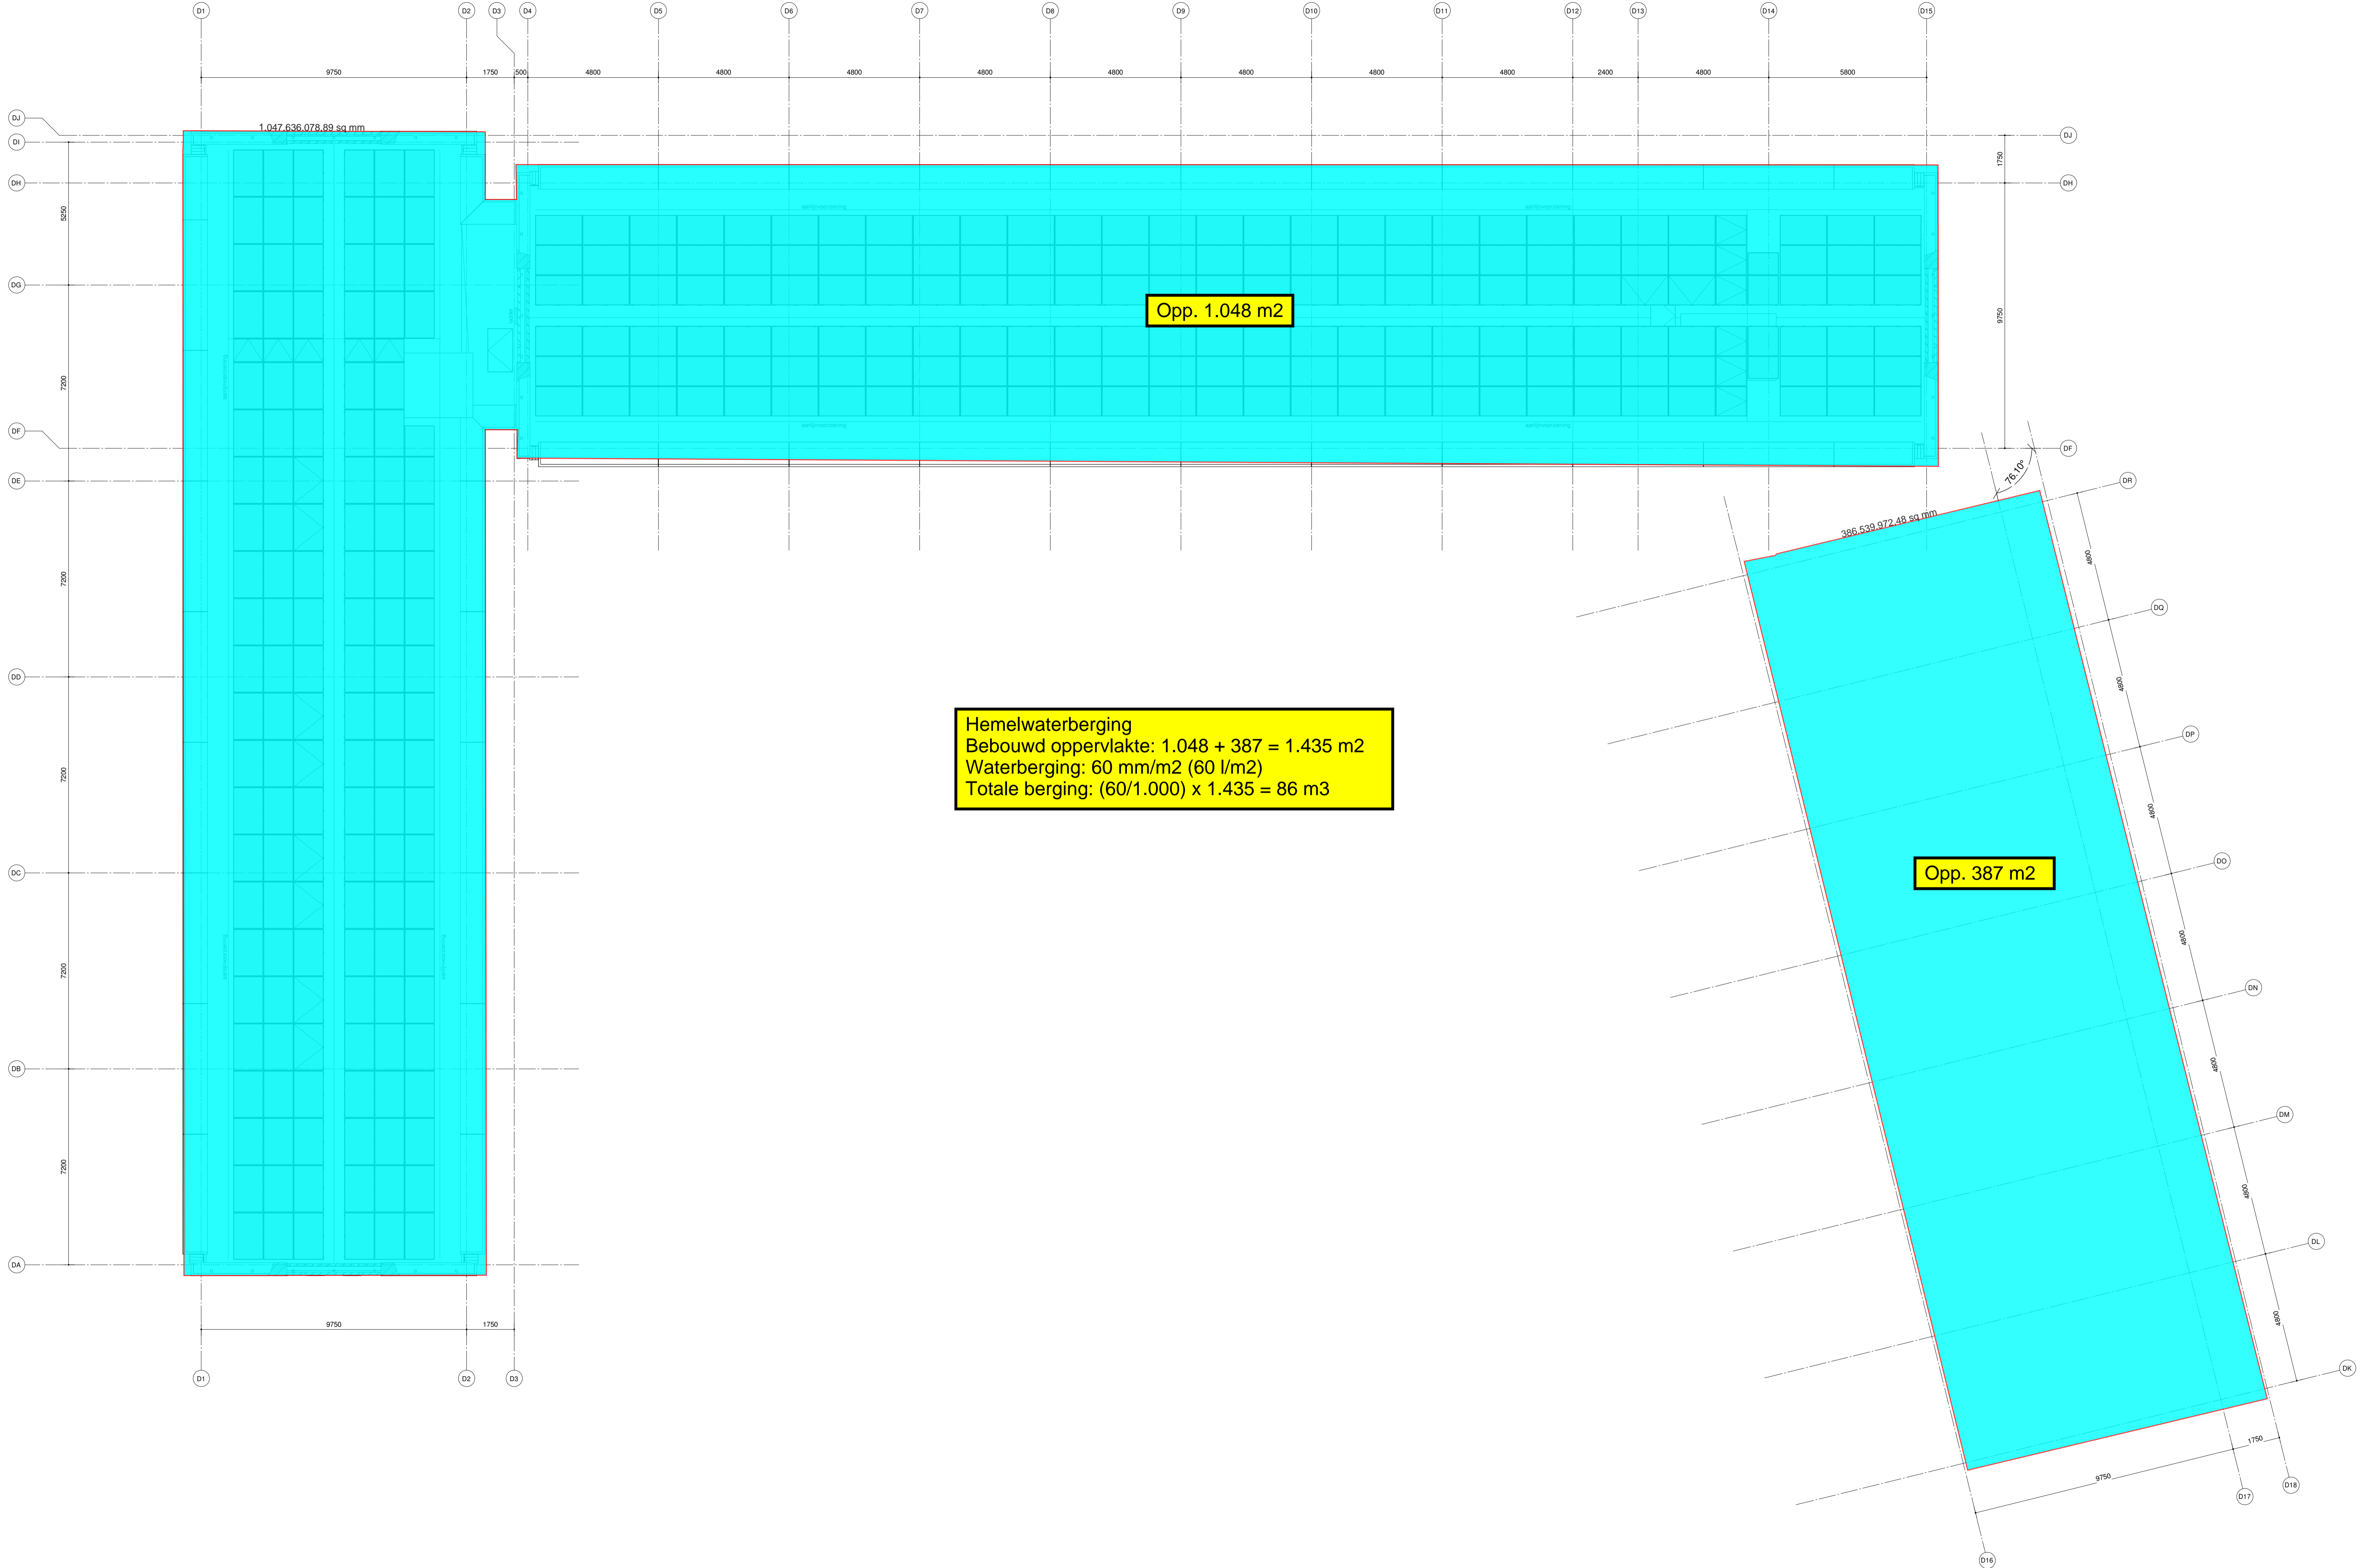 D1 D2 D3 D4 D5 D6 D7 D8 D9 D10 D11 D12 D13 D14 D15
9750 1750 500 4800 4800 4800 4800 4800 4800 4800 4800 2400 4800 5800
DJ
1.047.636.078,89 sq mm
DI
DJ
1750
DH
DH
5250
DG
Opp. 1.048 m2
9750
7200
DF
DF
76.10°
DE
DR
386.539.972,48 sq mm
4800
7200
DQ
DD
4800
Hemelwaterberging
Bebouwd oppervlakte: 1.048 + 387 = 1.435 m2
Waterberging: 60 mm/m2 (60 l/m2)
Totale berging: (60/1.000) x 1.435 = 86 m3
DP
7200
4800
DC
Opp. 387 m2
DO
4800
7200
DN
DB
4800
DM
7200
4800
DA
DL
4800
9750 1750
DK
D1 D2 D3
1750
9750
D18
D17
D16